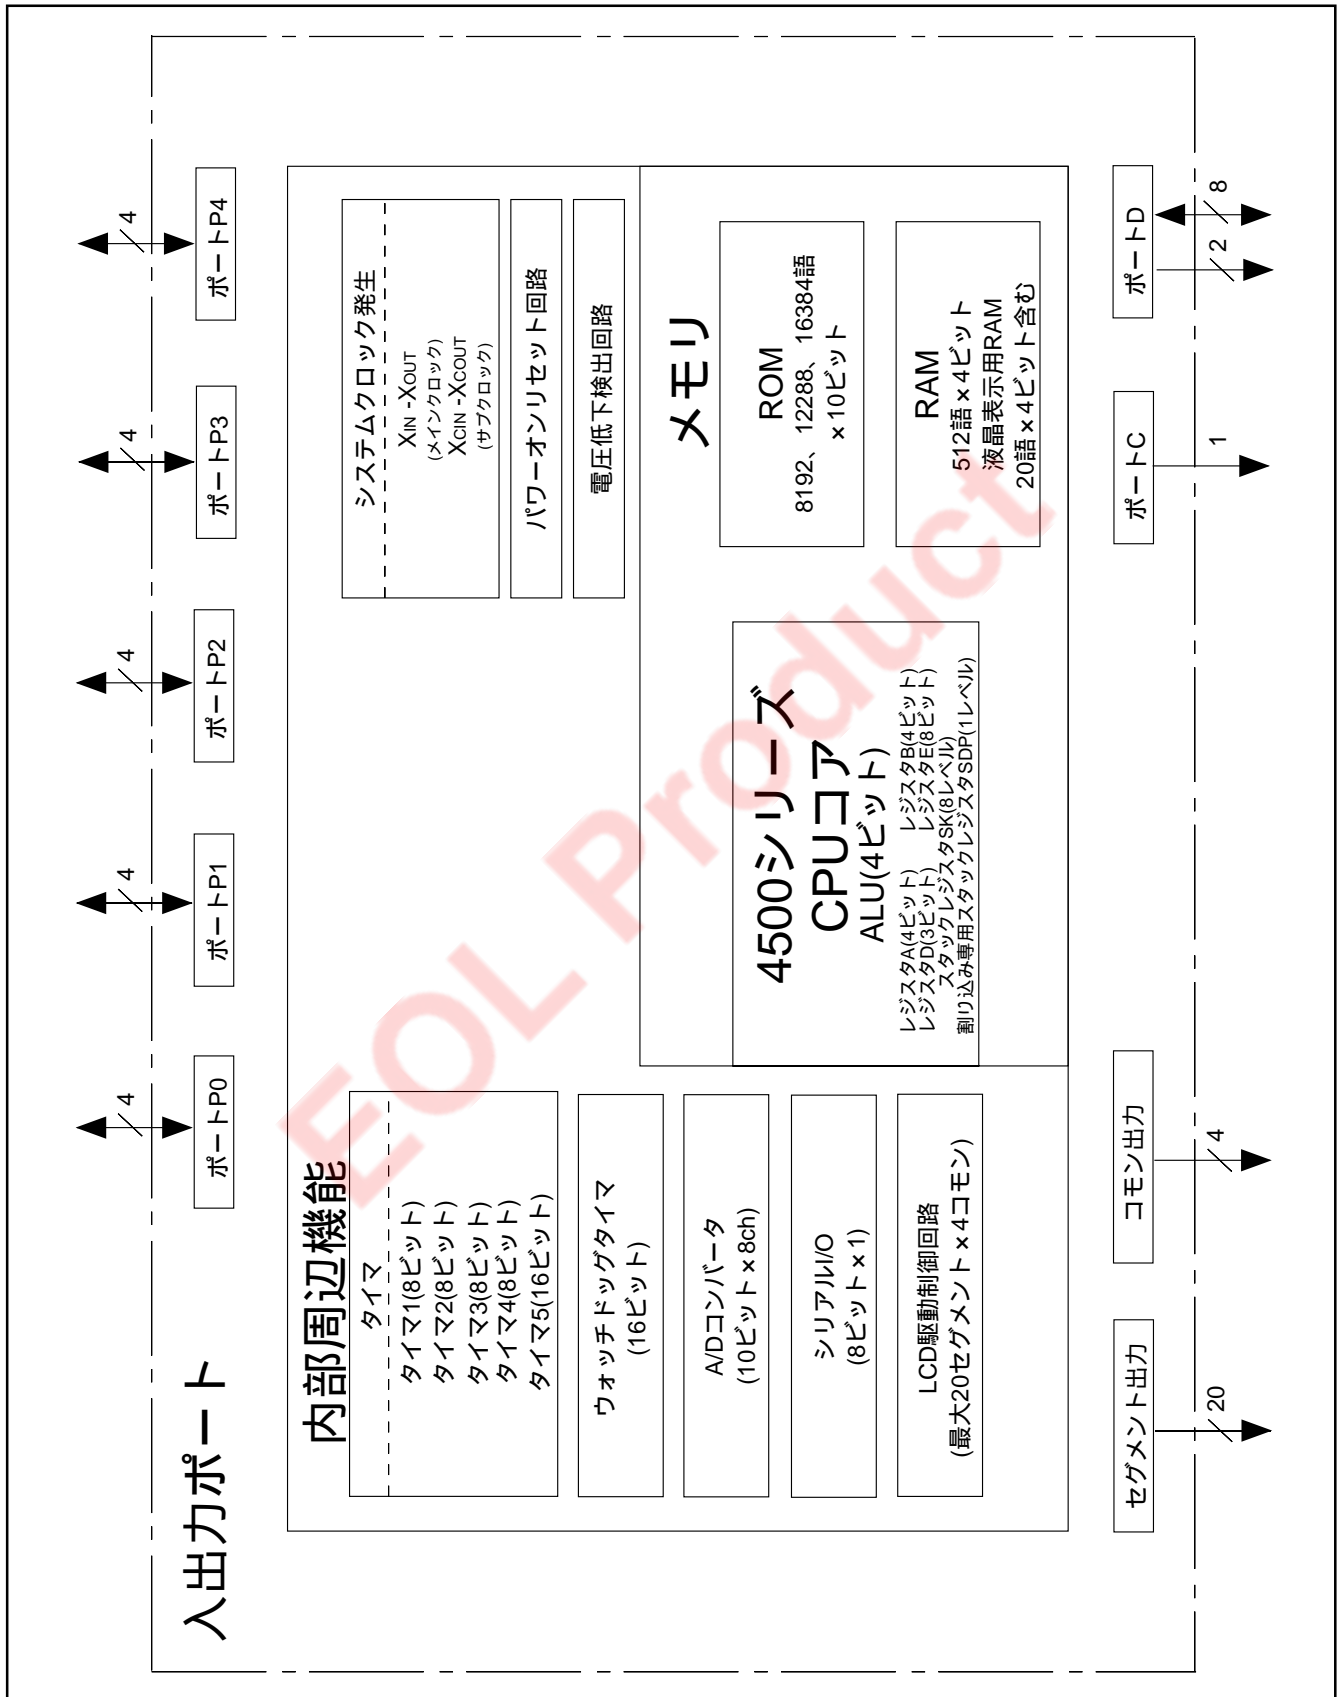 入出力ポート
4
ポートP0
4
ポートP1
4
ポートP2
4
ポートP3
4
ポートP4
内部周辺機能
タイマ
タイマ1(8ビット)
タイマ2(8ビット)
タイマ3(8ビット)
タイマ4(8ビット)
タイマ5(16ビット)
ウォッチドッグタイマ
(16ビット)
A/Dコンバータ
(10ビット×8ch)
シリアルI/O
(8ビット×1)
LCD駆動制御回路
(最大20セグメント×4コモン)
システムクロック発生
XIN -XOUT
(メインクロック)
XCIN -XCOUT
(サブクロック)
パワーオンリセット回路
電圧低下検出回路
4500シリーズ
CPUコア
ALU(4ビット)
レジスタA(4ビット) レジスタB(4ビット)
レジスタD(3ビット) レジスタE(8ビット)
スタックレジスタSK(8レベル)
割り込み専用スタックレジスタSDP(1レベル)
メモリ
ROM
8192、12288、16384語
×10ビット
RAM
512語×4ビット
液晶表示用RAM
20語×4ビット含む
セグメント出力
20
コモン出力
4
ポートC
1
ポートD
2
8
EOL Product